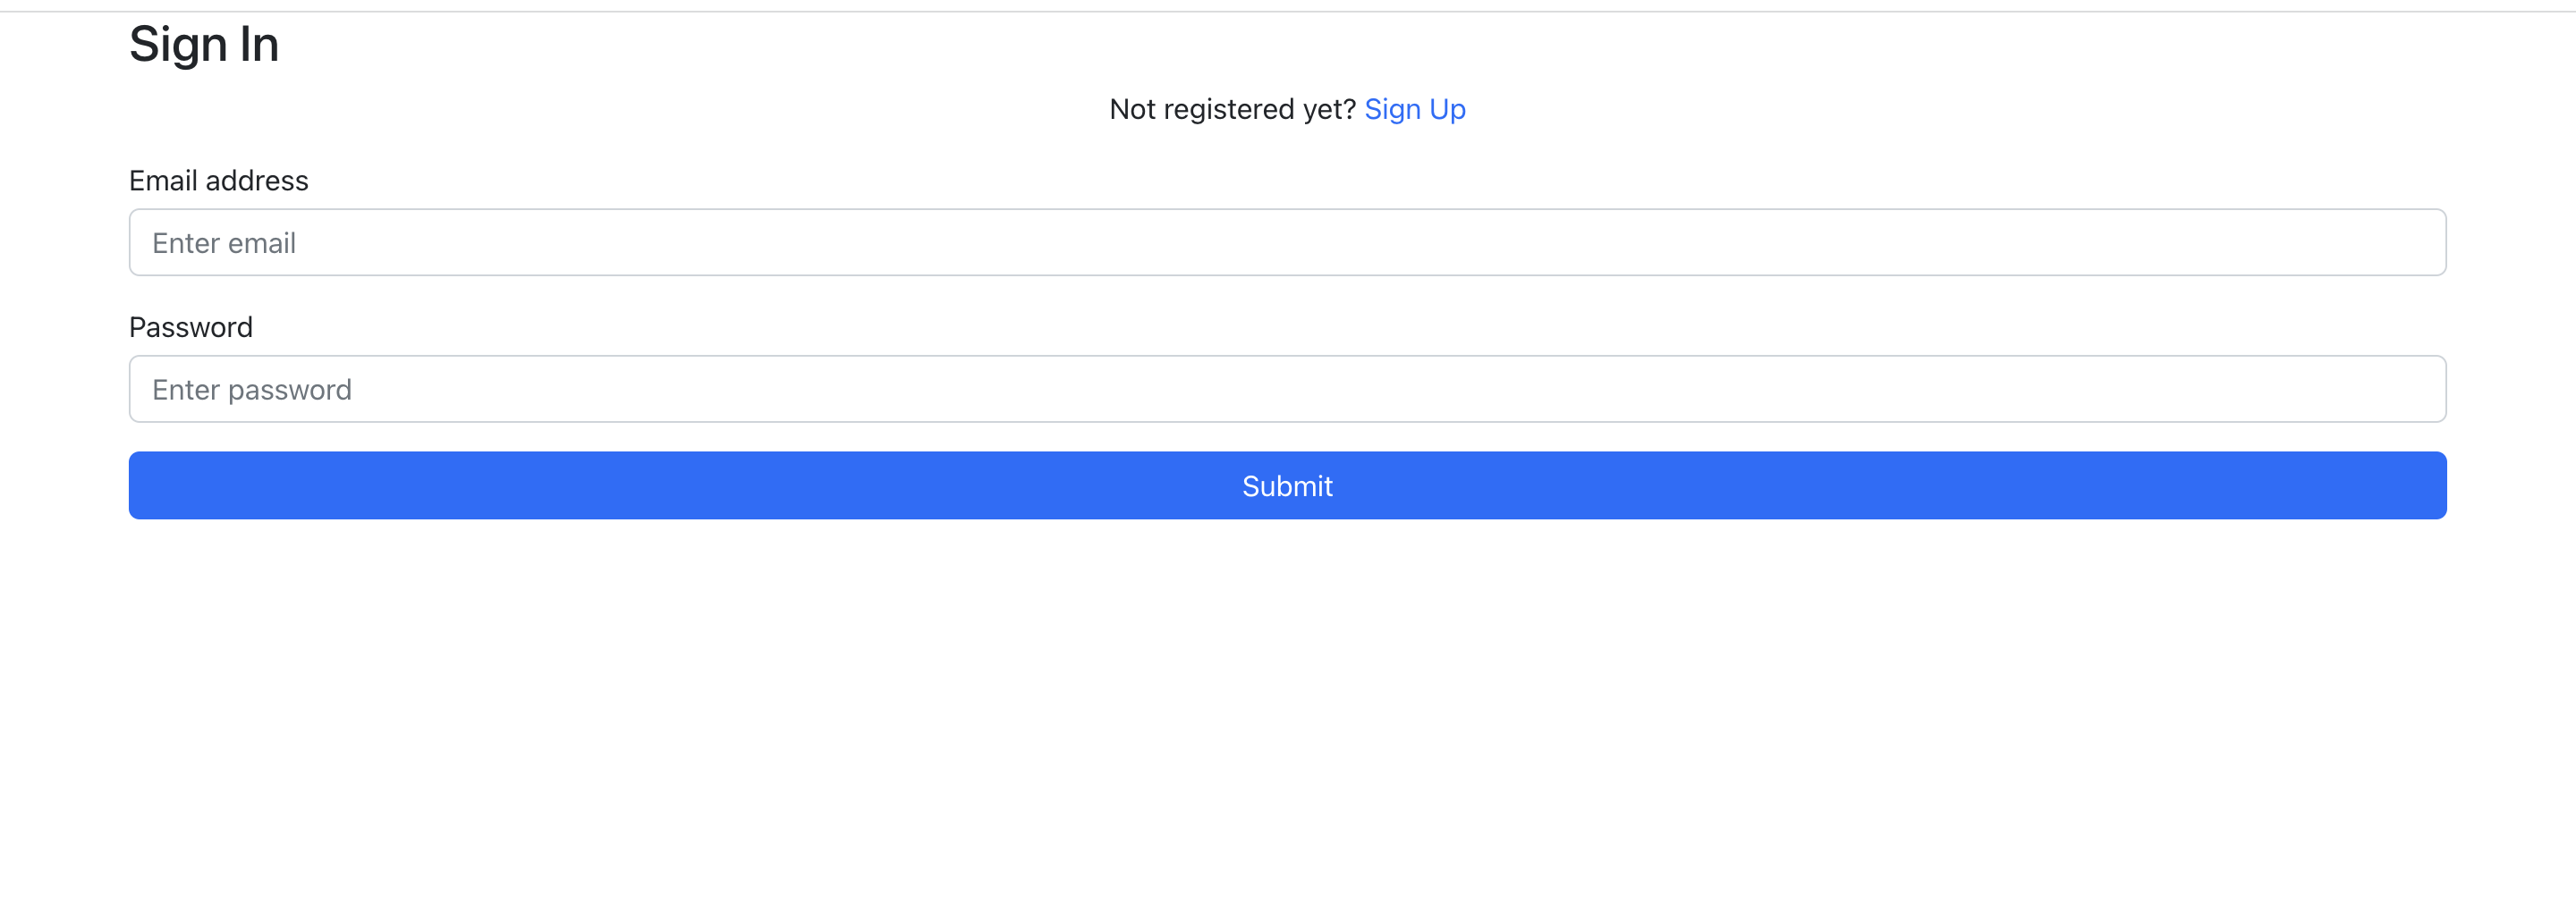 Sign In
Not registered yet? Sign Up
Email address
Enter email
Password
Enter password
Submit